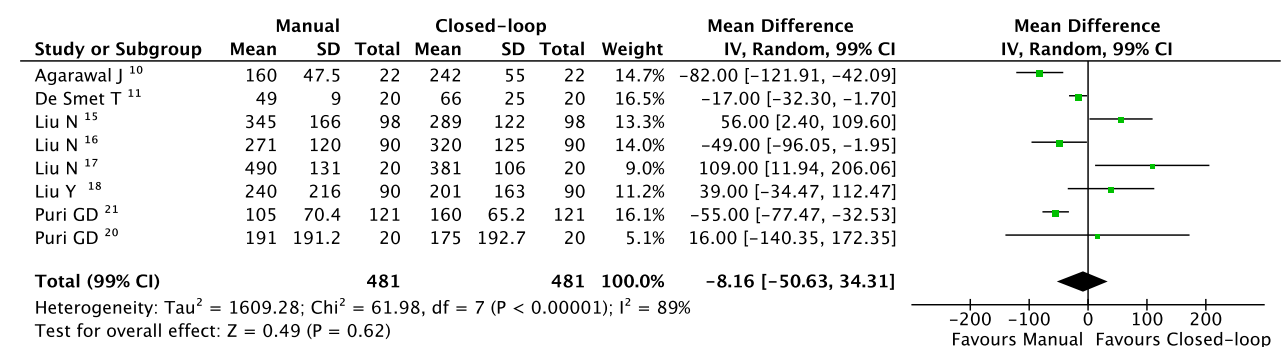 Manual Closed-loop Mean Difference Mean Difference
Study or Subgroup Mean SD Total Mean SD Total Weight IV, Random, 99% CI IV, Random, 99% CI
Agarawal J 10 160 47.5 22 242 55 22 14.7% -82.00 [-121.91, -42.09]
De Smet T 11 49 9 20 66 25 20 16.5% -17.00 [-32.30, -1.70]
Liu N 15 345 166 98 289 122 98 13.3% 56.00 [2.40, 109.60]
Liu N 16 271 120 90 320 125 90 14.0% -49.00 [-96.05, -1.95]
Liu N 17 490 131 20 381 106 20 9.0% 109.00 [11.94, 206.06]
Liu Y 18 240 216 90 201 163 90 11.2% 39.00 [-34.47, 112.47]
Puri GD 21 105 70.4 121 160 65.2 121 16.1% -55.00 [-77.47, -32.53]
Puri GD 20 191 191.2 20 175 192.7 20 5.1% 16.00 [-140.35, 172.35]
Total (99% CI) 481 481 100.0% -8.16 [-50.63, 34.31]
Heterogeneity: Tau² = 1609.28; Chi² = 61.98, df = 7 (P < 0.00001); I² = 89%
Test for overall effect: Z = 0.49 (P = 0.62)
-200 -100 0 100 200
Favours Manual Favours Closed-loop